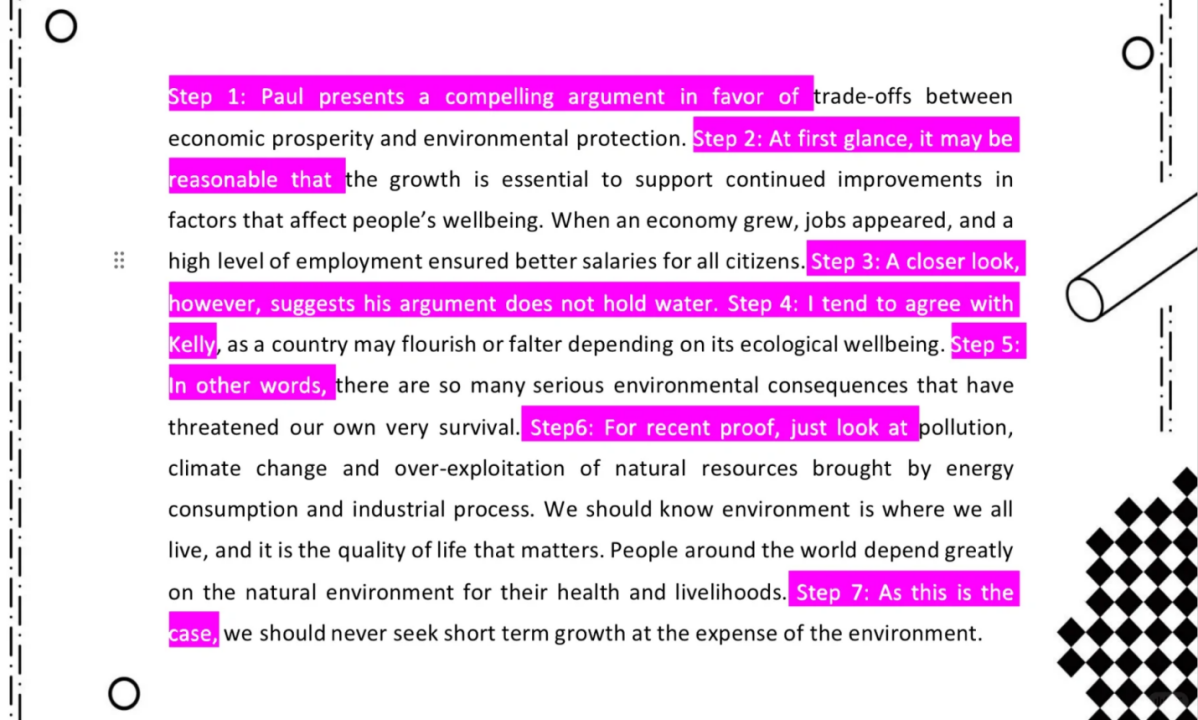 Step 1: Paul presents a compelling argument in favor of trade-offs between
economic prosperity and environmental protection. Step 2: At first glance, it may be
reasonable that the growth is essential to support continued improvements in
factors that affect people’s wellbeing. When an economy grew, jobs appeared, and a
high level of employment ensured better salaries for all citizens. Step 3: A closer look,
however, suggests his argument does not hold water. Step 4: I tend to agree with
Kelly, as a country may flourish or falter depending on its ecological wellbeing. Step 5:
In other words, there are so many serious environmental consequences that have
threatened our own very survival. Step6: For recent proof, just look at pollution,
climate change and over-exploitation of natural resources brought by energy
consumption and industrial process. We should know environment is where we all
live, and it is the quality of life that matters. People around the world depend greatly
on the natural environment for their health and livelihoods. Step 7: As this is the
case, we should never seek short term growth at the expense of the environment.